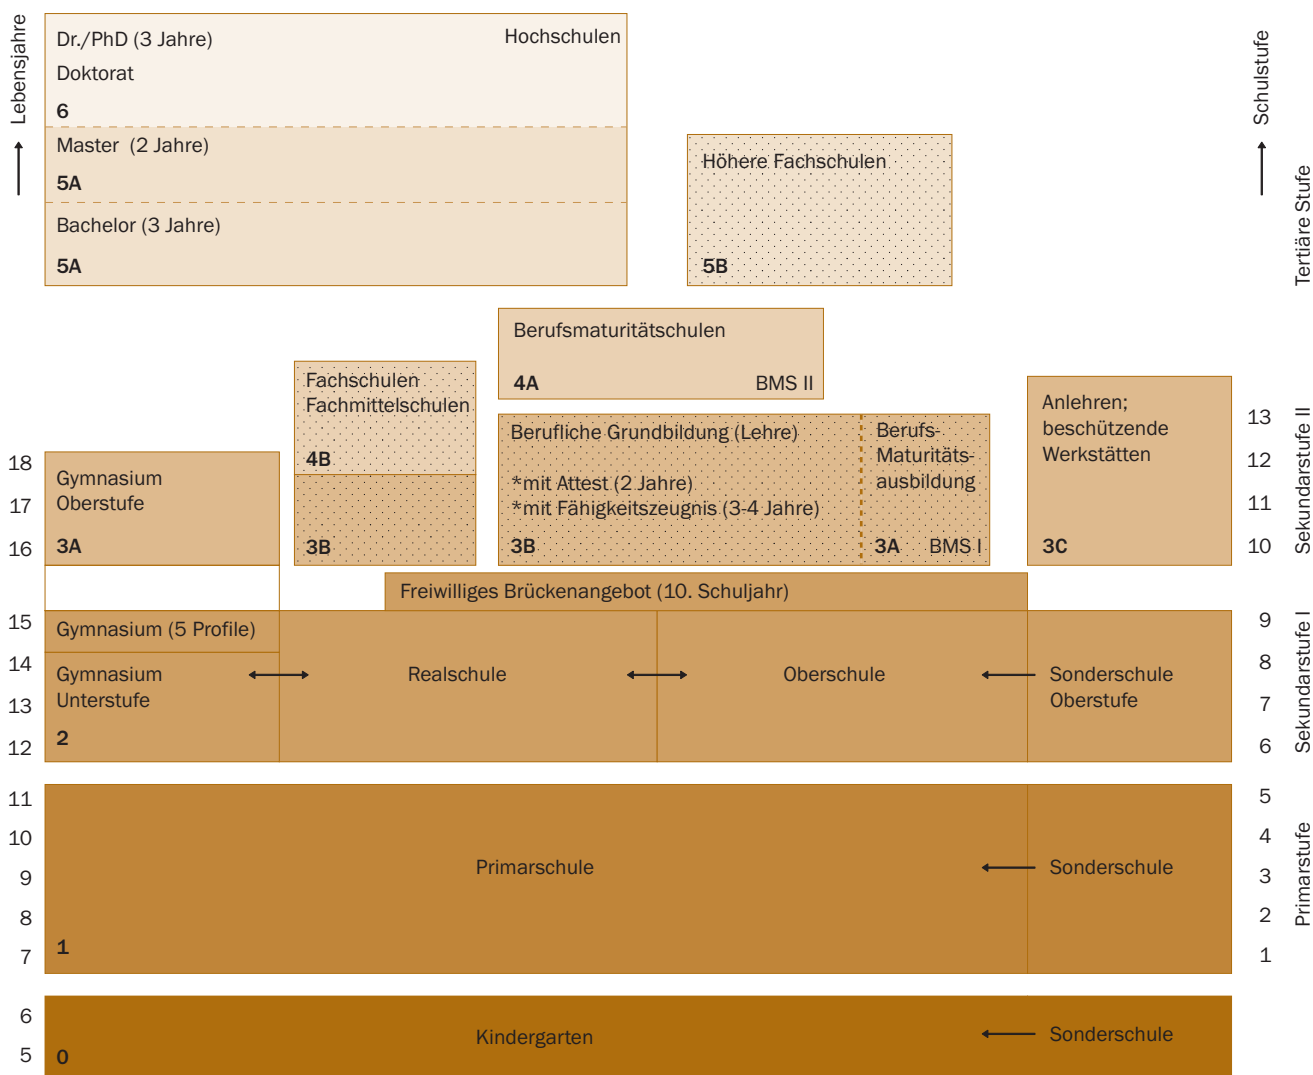 Lebensjahre
Schulstufe
Tertiäre Stufe
Dr./PhD (3 Jahre)
Hochschulen
Doktorat
6
Master (2 Jahre)
5A
Bachelor (3 Jahre)
5A
Höhere Fachschulen
5B
Berufsmaturitätschulen
4A
BMS II
Fachschulen
Fachmittelschulen
4B
3B
Berufliche Grundbildung (Lehre)
*mit Attest (2 Jahre)
*mit Fähigkeitszeugnis (3-4 Jahre)
3B
Berufs-
Maturitäts-
ausbildung
3A
BMS I
Anlehren;
beschützende
Werkstätten
3C
Gymnasium
Oberstufe
3A
18
17
16
13
12
11
10
Sekundarstufe II
Freiwilliges Brückenangebot (10. Schuljahr)
15
14
13
12
Gymnasium (5 Profile)
Gymnasium
Unterstufe
2
Realschule
Oberschule
Sonderschule
Oberstufe
9
8
7
6
Sekundarstufe I
11
10
9
8
7
Primarschule
1
Sonderschule
5
4
3
2
1
Primarstufe
6
5
Kindergarten
0
Sonderschule